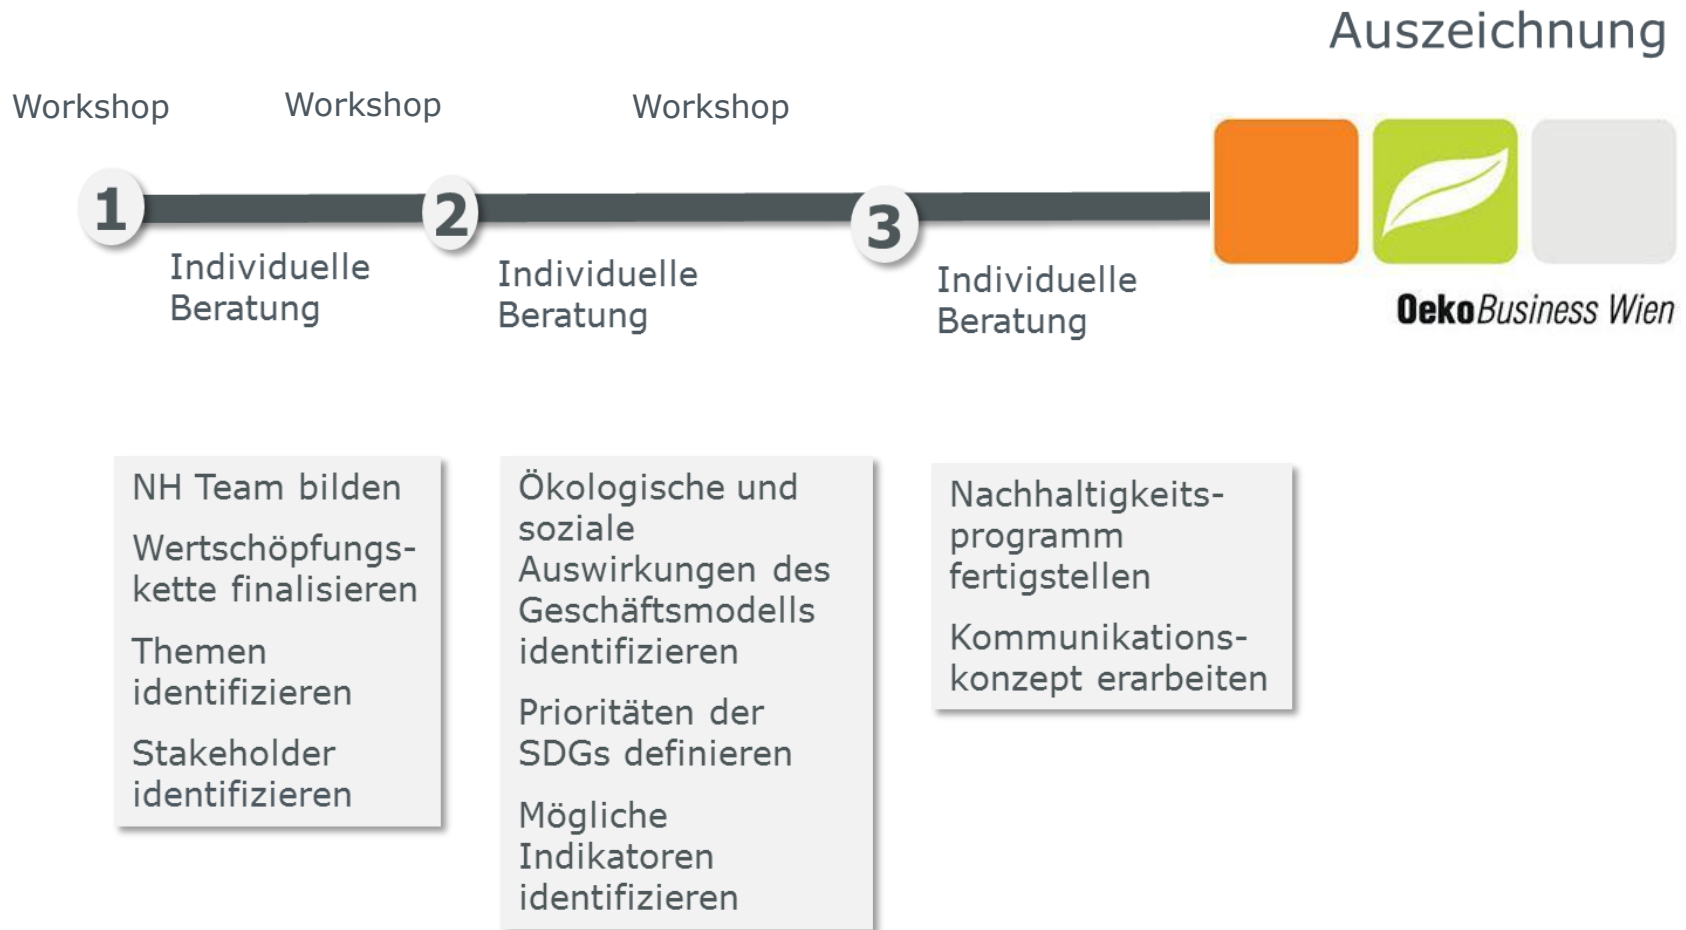 Auszeichnung
Workshop
Workshop
Workshop
1
2
3
Individuelle
Beratung
Individuelle
Beratung
Individuelle
Beratung
OekoBusiness Wien
NH Team bilden
Wertschöpfungs-
kette finalisieren
Themen
identifizieren
Stakeholder
identifizieren
Ökologische und
soziale
Auswirkungen des
Geschäftsmodells
identifizieren
Prioritäten der
SDGs definieren
Mögliche
Indikatoren
identifizieren
Nachhaltigkeits-
programm
fertigstellen
Kommunikations-
konzept erarbeiten